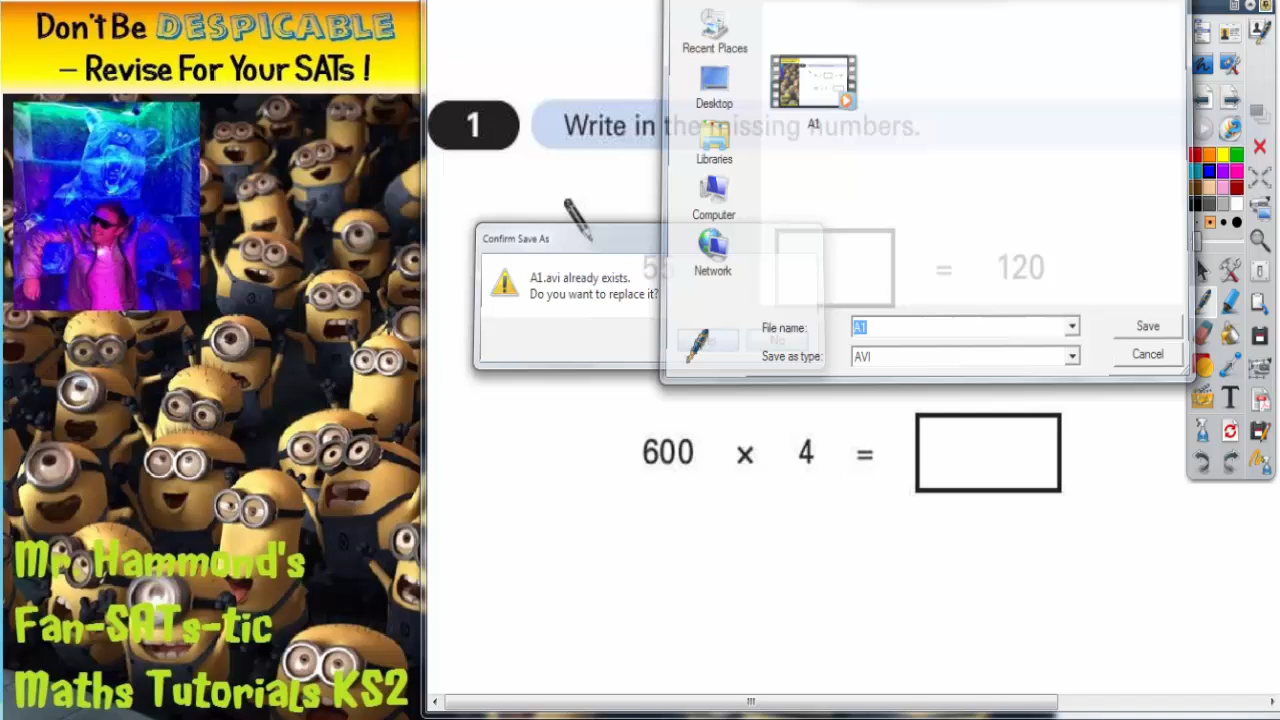 Don't Be DESPICABLE
– Revise For Your SATs !
Recent Places
Desktop
A1
1
Write in the missing numbers.
Libraries
Computer
Network
Confirm Save As
A1.avi already exists.
Do you want to replace it?
= 120
File name:
A1
Save
No
Save as type:
AVI
Cancel
600 × 4 =
Mr. Hammond's
Fan-SATs-tic
Maths Tutorials KS2